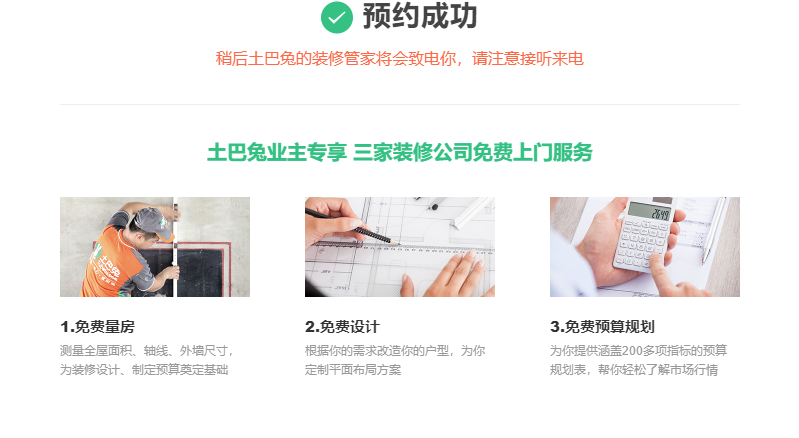 预约成功
稍后土巴兔的装修管家将会致电你，请注意接听来电
土巴兔业主专享 三家装修公司免费上门服务
土巴兔
2649
1.免费量房
测量全屋面积、轴线、外墙尺寸，
为装修设计、制定预算奠定基础
2.免费设计
根据你的需求改造你的户型，为你
定制平面布局方案
3.免费预算规划
为你提供涵盖200多项指标的预算
规划表，帮你轻松了解市场行情